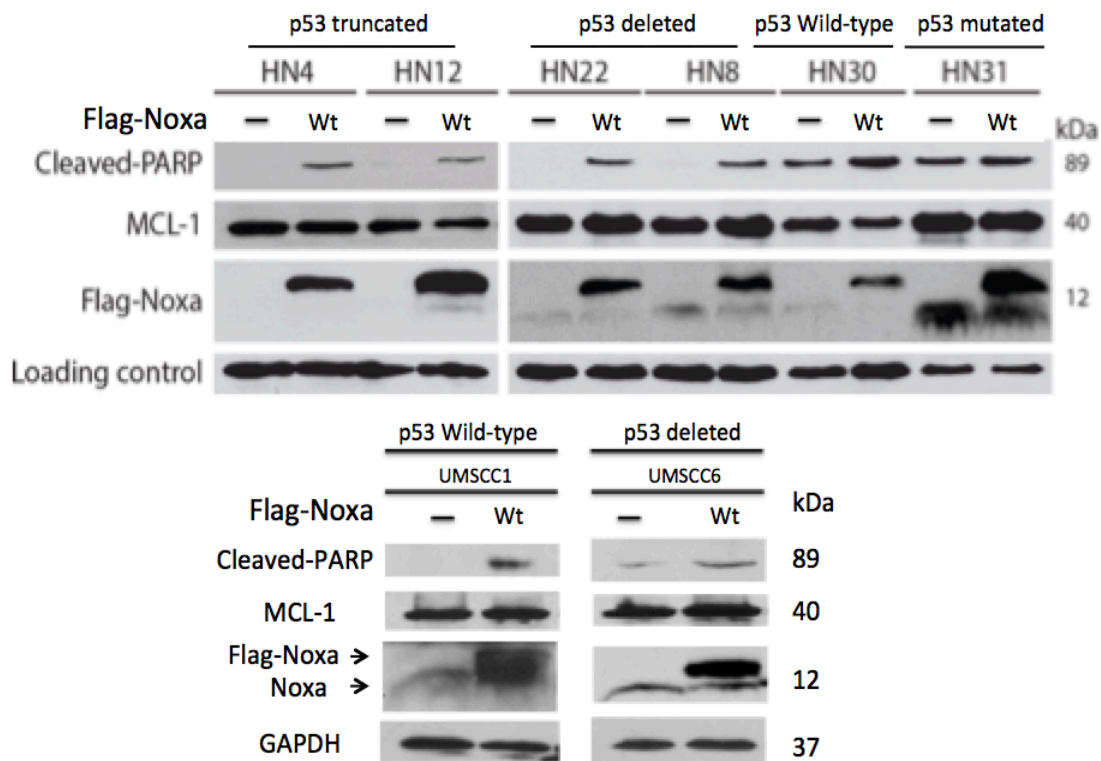 p53 truncated p53 deleted p53 Wild-type p53 mutated
HN4 HN12 HN22 HN8 HN30 HN31
Flag-Noxa – Wt – Wt – Wt – Wt – Wt – Wt kDa
Cleaved-PARP 89
MCL-1 40
Flag-Noxa 12
Loading control
p53 Wild-type p53 deleted
UMSCC1 UMSCC6
Flag-Noxa – Wt – Wt kDa
Cleaved-PARP 89
MCL-1 40
Flag-Noxa
Noxa 12
GAPDH 37